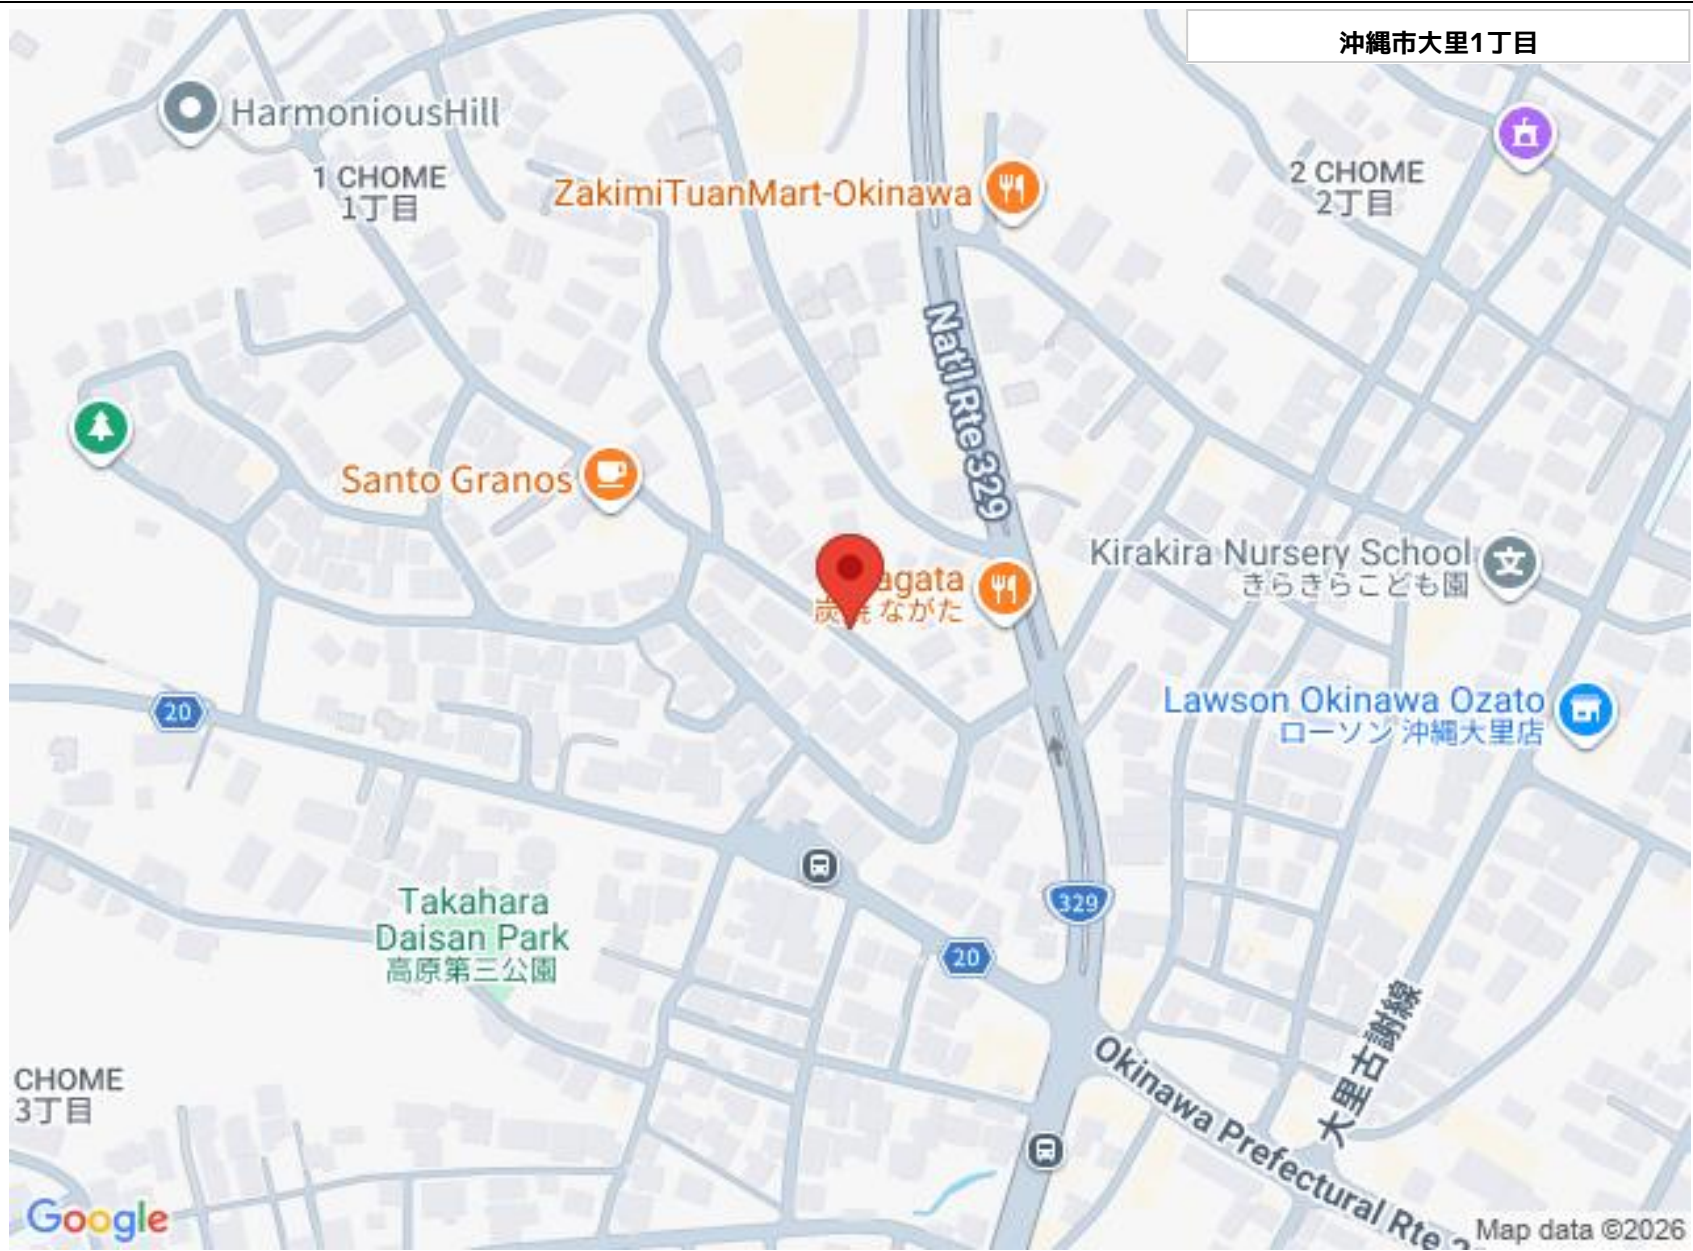 沖縄市大里1丁目
HarmoniousHill
1 CHOME
1丁目
ZakimiTuanMart-Okinawa
2 CHOME
2丁目
Nat'l Rte 329
Santo Granos
agata
ながた
Kirakira Nursery School
きらきらこども園
20
Lawson Okinawa Ozato
ローソン 沖縄大里店
329
Takahara
Daisan Park
高原第三公園
20
大里古謝線
Okinawa Prefectural Rte
CHOME
3丁目
Google
Map data ©2026